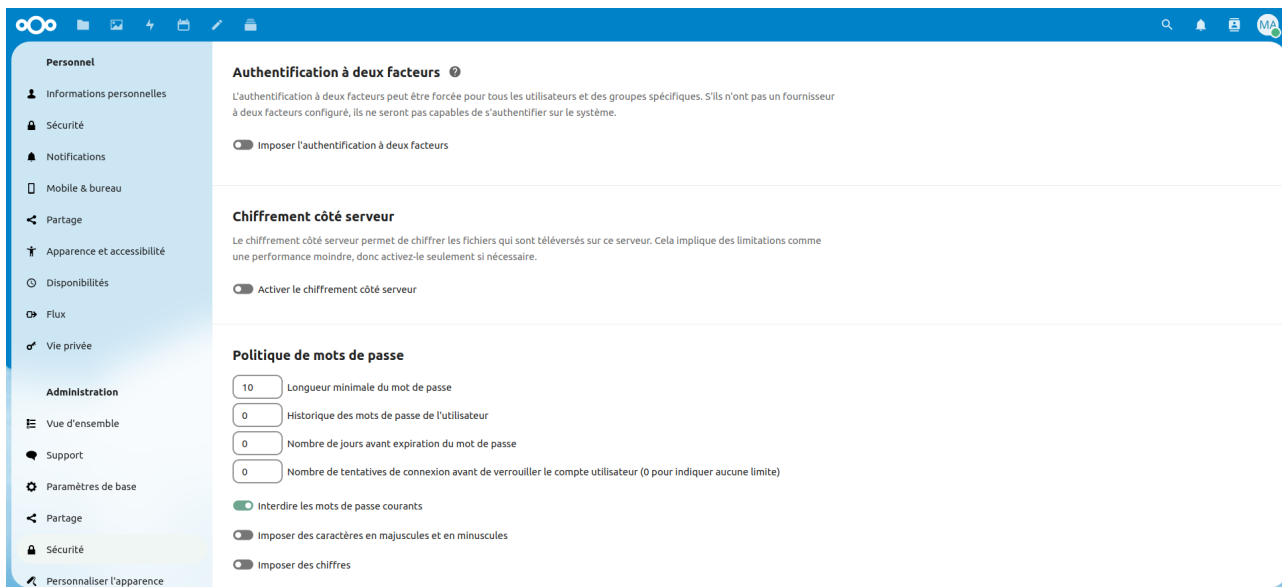 MA
Personnel
Informations personnelles
Sécurité
Notifications
Mobile & bureau
Partage
Apparence et accessibilité
Disponibilités
Flux
Vie privée
Administration
Vue d'ensemble
Support
Paramètres de base
Partage
Sécurité
Personnaliser l'apparence
Authentification à deux facteurs
L'authentification à deux facteurs peut être forcée pour tous les utilisateurs et des groupes spécifiques. S'ils n'ont pas un fournisseur
à deux facteurs configuré, ils ne seront pas capables de s'authentifier sur le système.
Imposer l'authentification à deux facteurs
Chiffrement côté serveur
Le chiffrement côté serveur permet de chiffrer les fichiers qui sont téléversés sur ce serveur. Cela implique des limitations comme
une performance moindre, donc activez-le seulement si nécessaire.
Activer le chiffrement côté serveur
Politique de mots de passe
10 Longueur minimale du mot de passe
0 Historique des mots de passe de l'utilisateur
0 Nombre de jours avant expiration du mot de passe
0 Nombre de tentatives de connexion avant de verrouiller le compte utilisateur (0 pour indiquer aucune limite)
Interdire les mots de passe courants
Imposer des caractères en majuscules et en minuscules
Imposer des chiffres